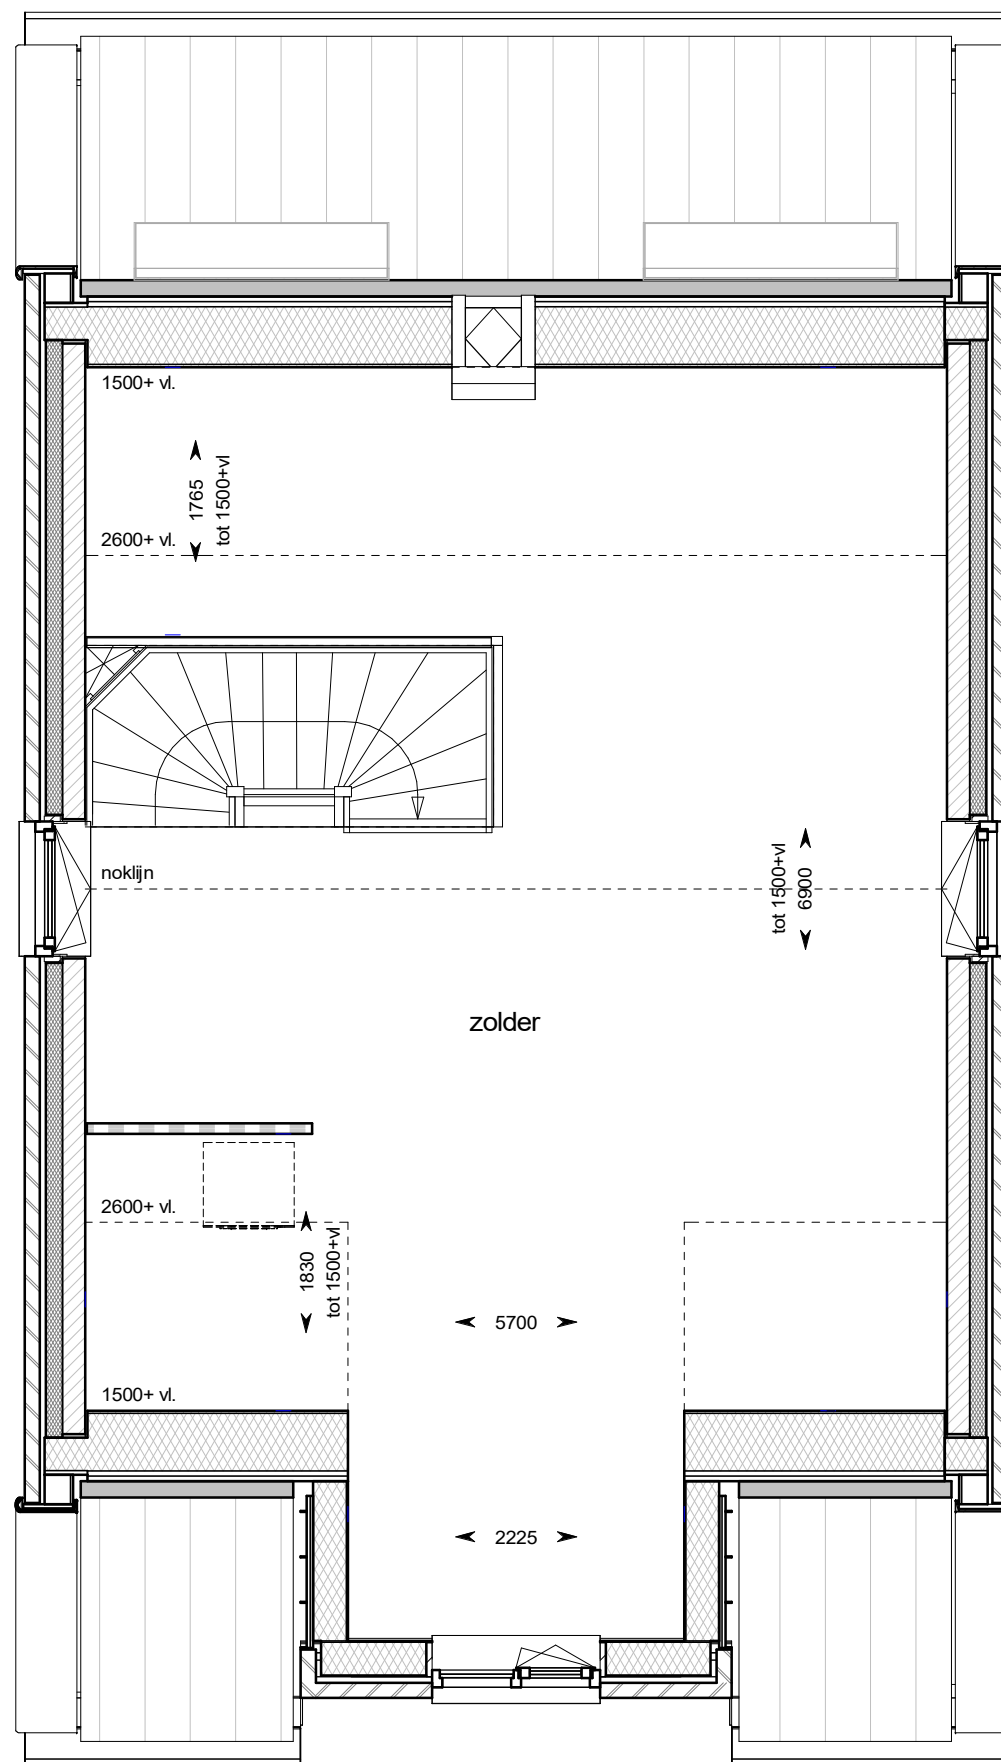 1500+ vl.
1765
tot 1500+vl
2600+ vl.
noklijn
tot 1500+vl
6900
zolder
2600+ vl.
1830
tot 1500+vl
5700
1500+ vl.
2225